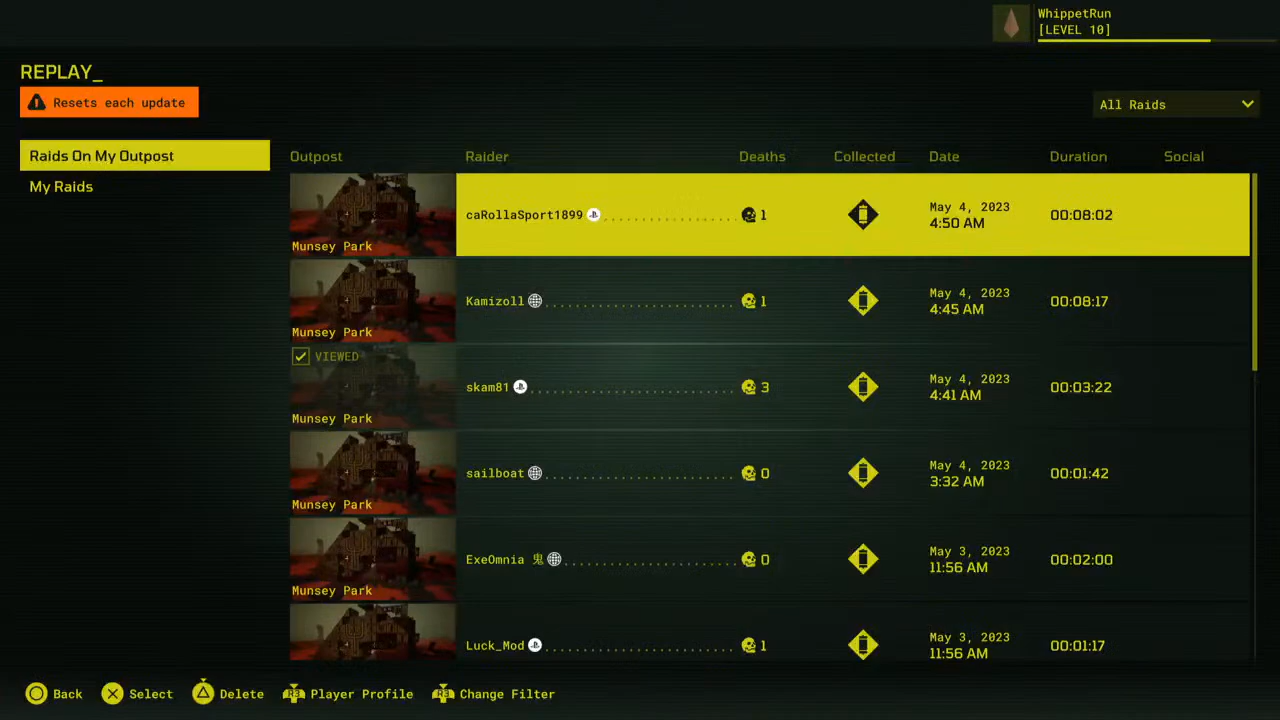 WhippetRun
[LEVEL 10]
REPLAY_
Resets each update
All Raids
Raids On My Outpost
My Raids
Outpost Raider Deaths Collected Date Duration Social
Munsey Park
caRollaSport1899 1 May 4, 2023 4:50 AM 00:08:02
Munsey Park
Kamizoll 1 May 4, 2023 4:45 AM 00:08:17
VIEWED
Munsey Park
skam81 3 May 4, 2023 4:41 AM 00:03:22
Munsey Park
sailboat 0 May 4, 2023 3:32 AM 00:01:42
Munsey Park
ExeOmnia 鬼 0 May 3, 2023 11:56 AM 00:02:00
Luck_Mod 1 May 3, 2023 11:56 AM 00:01:17
Back Select Delete R3 Player Profile R3 Change Filter